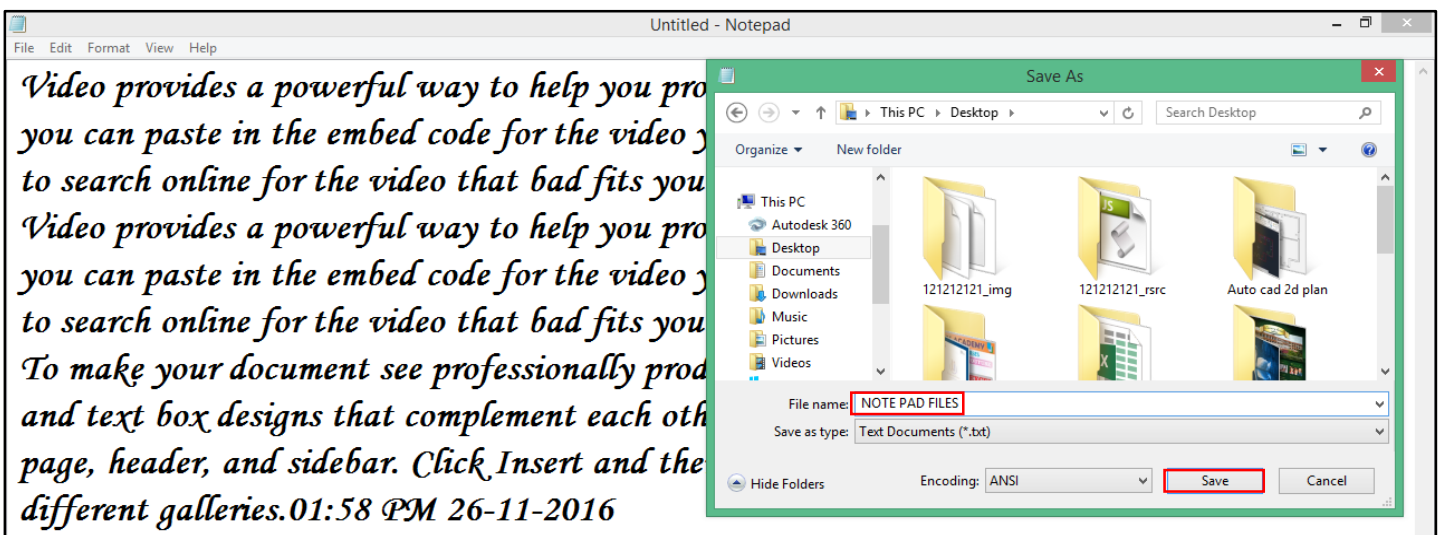 Untitled - Notepad
File Edit Format View Help
Video provides a powerful way to help you pro
you can paste in the embed code for the video y
to search online for the video that bad fits you
Video provides a powerful way to help you pro
you can paste in the embed code for the video y
to search online for the video that bad fits you
To make your document see professionally prod
and text box designs that complement each oth
page, header, and sidebar. Click Insert and the
different galleries.01:58 PM 26-11-2016
Save As
This PC Desktop
Search Desktop
Organize New folder
This PC
Autodesk 360
Desktop
Documents
Downloads
Music
Pictures
Videos
JS
121212121_img 121212121_rsrc Auto cad 2d plan
ACADEMY
X
File name: NOTE PAD FILES
Save as type: Text Documents (*.txt)
Hide Folders Encoding: ANSI Save Cancel